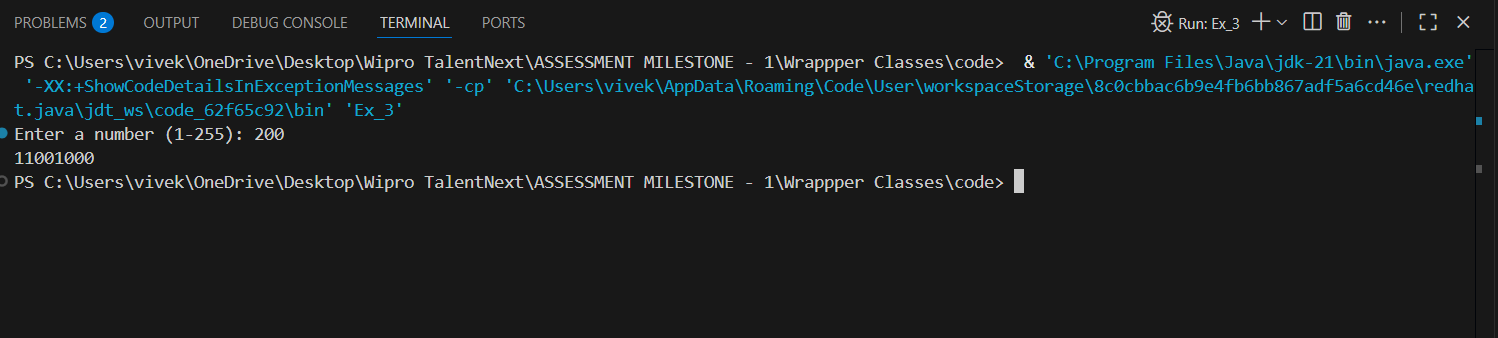 PROBLEMS 2 OUTPUT DEBUG CONSOLE TERMINAL PORTS Run: Ex_3
PS C:\Users\vivek\OneDrive\Desktop\Wipro TalentNext\ASSESSMENT MILESTONE - 1\Wrappper Classes\code>  & 'C:\Program Files\Java\jdk-21\bin\java.exe'
'-XX:+ShowCodeDetailsInExceptionMessages' '-cp' 'C:\Users\vivek\AppData\Roaming\Code\User\workspaceStorage\8c0cbbac6b9e4fb6bb867adf5a6cd46e\redha
t.java\jdt_ws\code_62f65c92\bin' 'Ex_3'
Enter a number (1-255): 200
11001000
PS C:\Users\vivek\OneDrive\Desktop\Wipro TalentNext\ASSESSMENT MILESTONE - 1\Wrappper Classes\code>